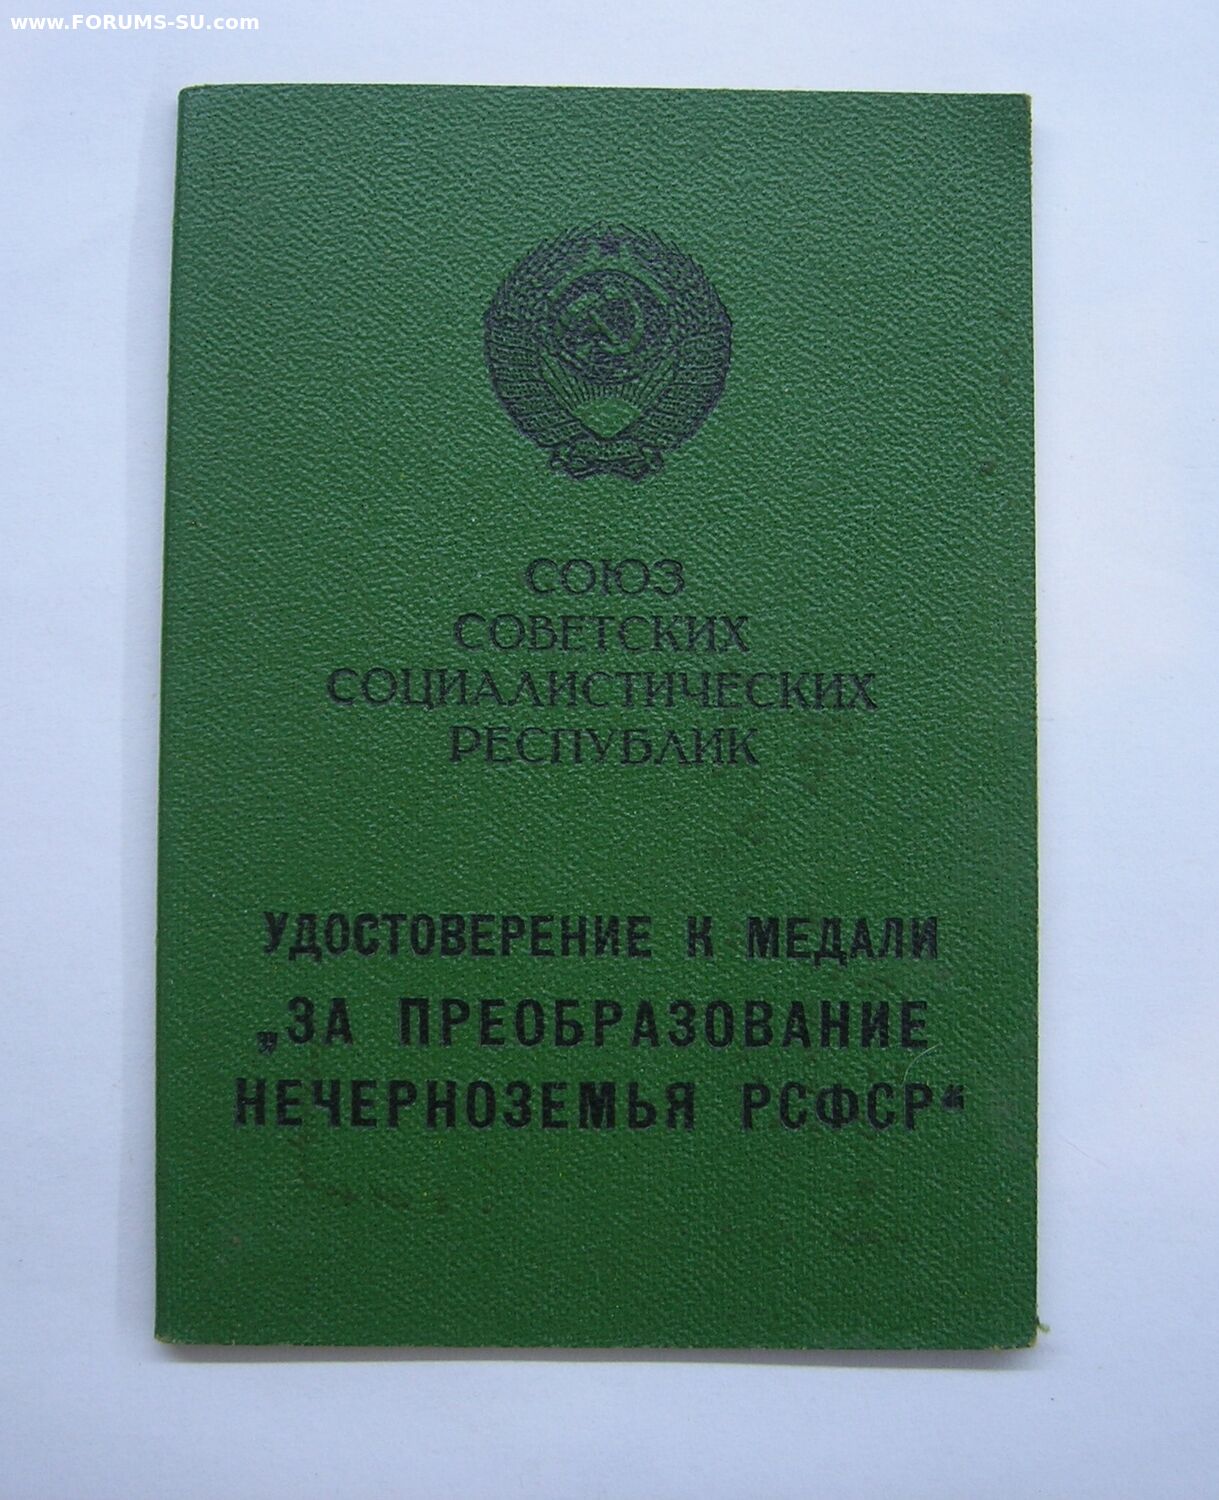 www.FORUMS-SU.com
СОЮЗ
СОВЕТСКИХ
СОЦИАЛИСТИЧЕСКИХ
РЕСПУБЛИК
УДОСТОВЕРЕНИЕ К МЕДАЛИ
„ЗА ПРЕОБРАЗОВАНИЕ
НЕЧЕРНОЗЕМЬЯ РСФСР“